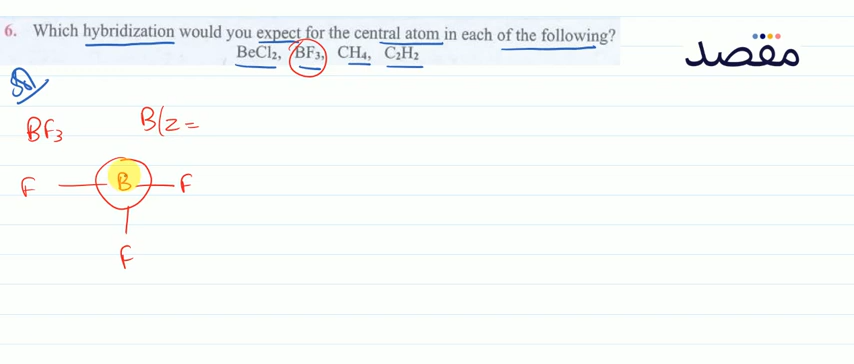 6. Which hybridization would you expect for the central atom in each of the following?
BeCl₂, BF₃, CH₄, C₂H₂
مقصد
Sol
BF₃ B(z =
F B F
F